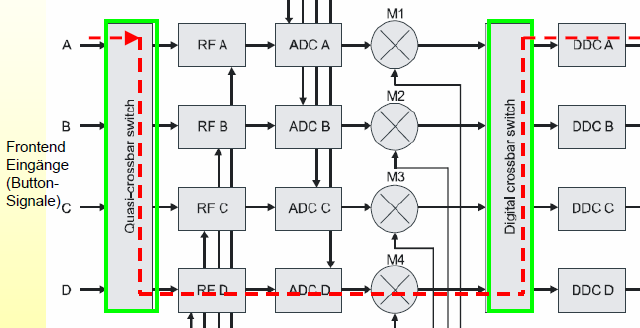 M1
A
RF A
ADC A
DDC A
M2
B
RF B
ADC B
DDC B
Frontend
Eingänge
(Button-
Signale)
Quasi-crossbar switch
Digital crossbar switch
M3
C
RF C
ADC C
DDC C
M4
D
RF D
ADC D
DDC D